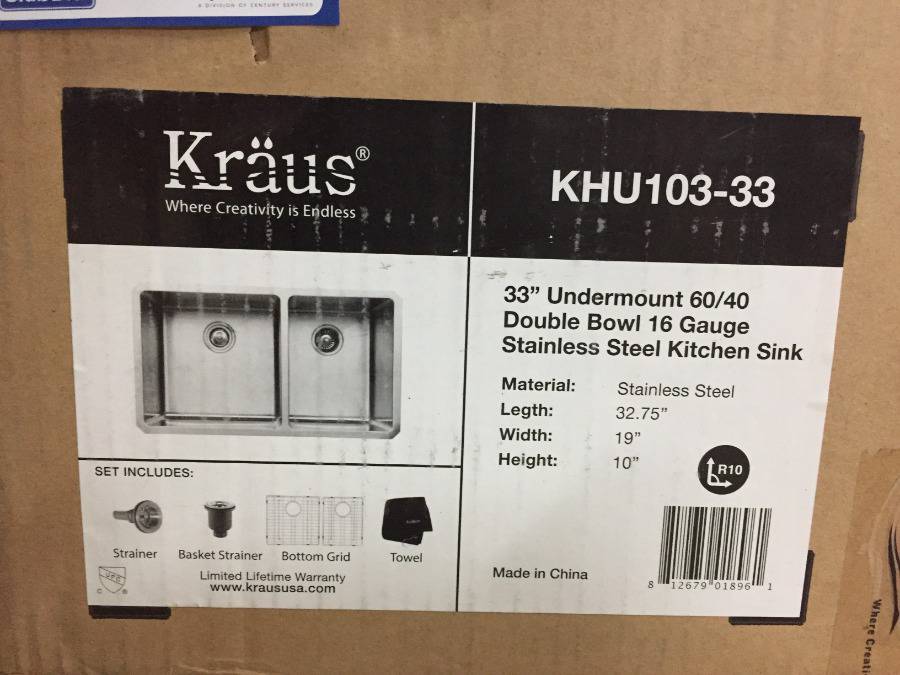 A DIVISION OF CENTURY SERVICES
Kräus®
Where Creativity is Endless
KHU103-33
33” Undermount 60/40
Double Bowl 16 Gauge
Stainless Steel Kitchen Sink
Material: Stainless Steel
Legth: 32.75”
Width: 19”
Height: 10”
R10
SET INCLUDES:
Strainer Basket Strainer Bottom Grid Towel
Limited Lifetime Warranty
www.kraususa.com
UPC
C ®
Made in China
8 12679 01896 1
Where Creati